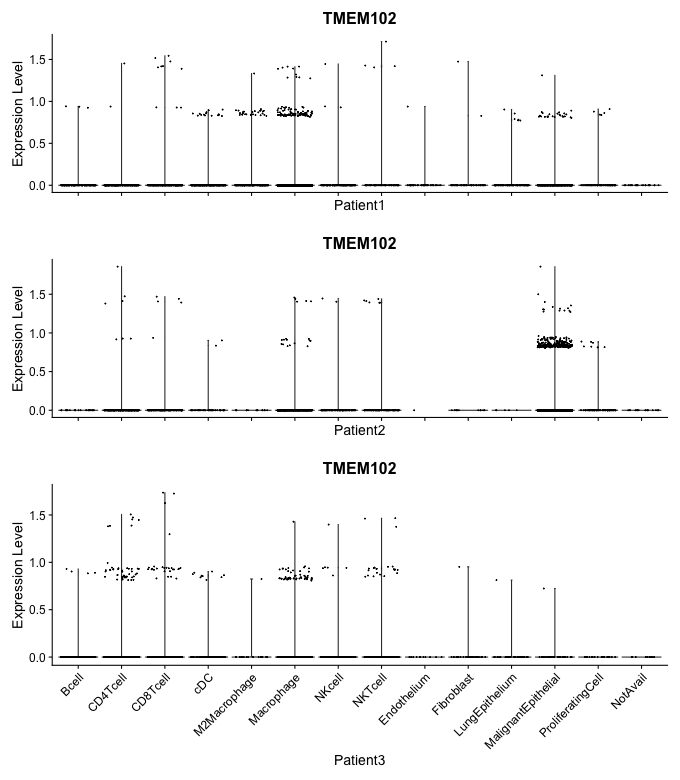 TMEM102
Expression Level
1.5
1.0
0.5
0.0
Patient1
TMEM102
Expression Level
1.5
1.0
0.5
0.0
Patient2
TMEM102
Expression Level
1.5
1.0
0.5
0.0
Bcell
CD4Tcell
CD8Tcell
cDC
M2Macrophage
Macrophage
NKcell
NKTcell
Endothelium
Fibroblast
LungEpithelium
MalignantEpithelial
ProliferatingCell
NotAvail
Patient3